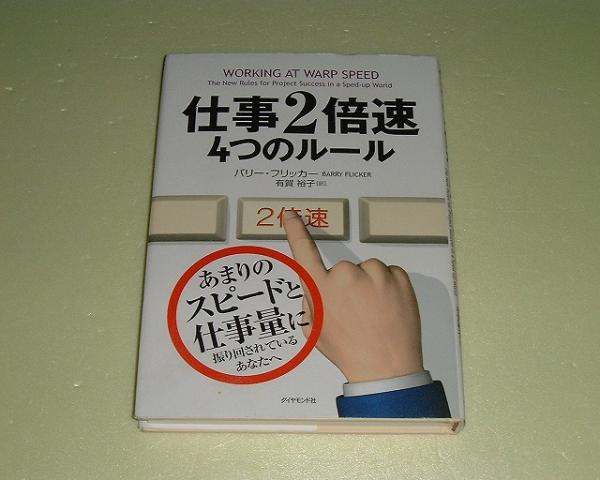 WORKING AT WARP SPEED
The New Rules for Project Success in a Sped-up World
仕事2倍速
4つのルール
バリー・フリッカー BARRY FLICKER
有賀 裕子 [訳]
2倍速
あまりの
スピードと
仕事量に
振り回されている
あなたへ
ダイヤモンド社